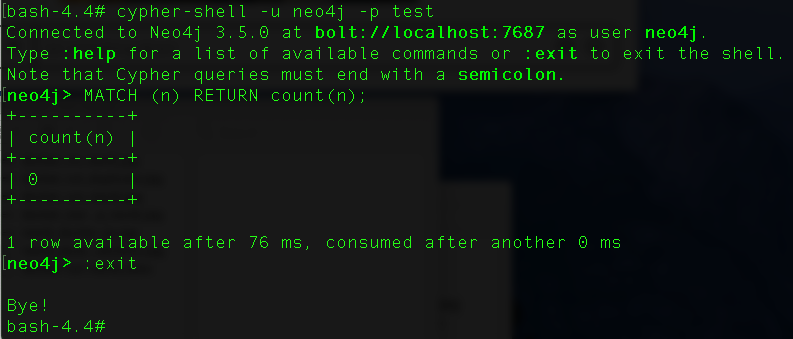 bash-4.4# cypher-shell -u neo4j -p test
Connected to Neo4j 3.5.0 at bolt://localhost:7687 as user neo4j.
Type :help for a list of available commands or :exit to exit the shell.
Note that Cypher queries must end with a semicolon.
neo4j> MATCH (n) RETURN count(n);
+----------+
| count(n) |
+----------+
| 0        |
+----------+
1 row available after 76 ms, consumed after another 0 ms
neo4j> :exit
Bye!
bash-4.4#